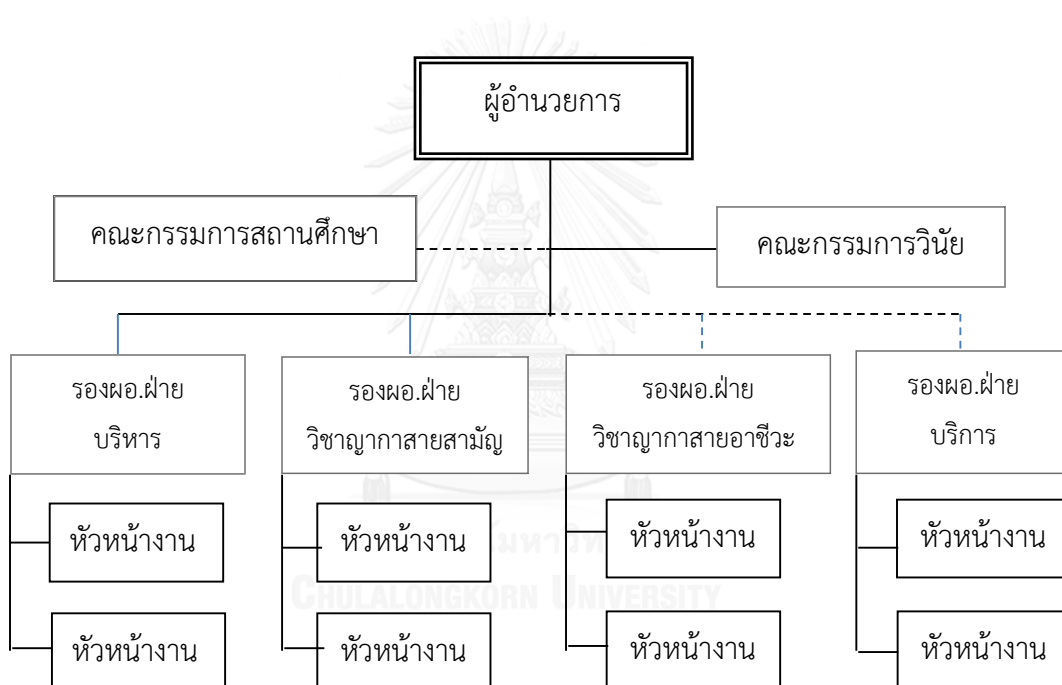 ผู้อำนวยการ
คณะกรรมการสถานศึกษา
คณะกรรมการวินัย
รองผอ.ฝ่าย
บริหาร
รองผอ.ฝ่าย
วิชาญากาสายสามัญ
รองผอ.ฝ่าย
วิชาญากาสายอาชีวะ
รองผอ.ฝ่าย
บริการ
หัวหน้างาน
หัวหน้างาน
หัวหน้างาน
หัวหน้างาน
CHULALONGKORN UNIVERSITY
หัวหน้างาน
หัวหน้างาน
หัวหน้างาน
หัวหน้างาน